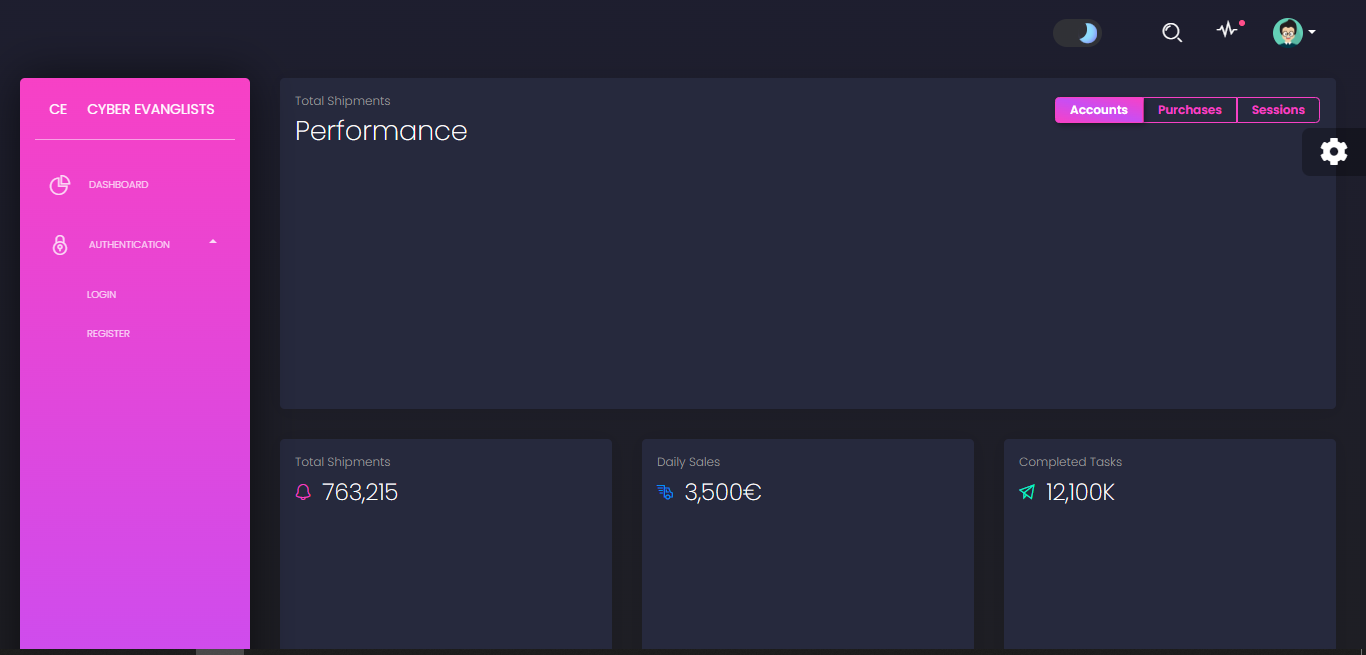 CE CYBER EVANGLISTS
DASHBOARD
AUTHENTICATION
LOGIN
REGISTER
Total Shipments
Performance
Accounts Purchases Sessions
Total Shipments
763,215
Daily Sales
3,500€
Completed Tasks
12,100K